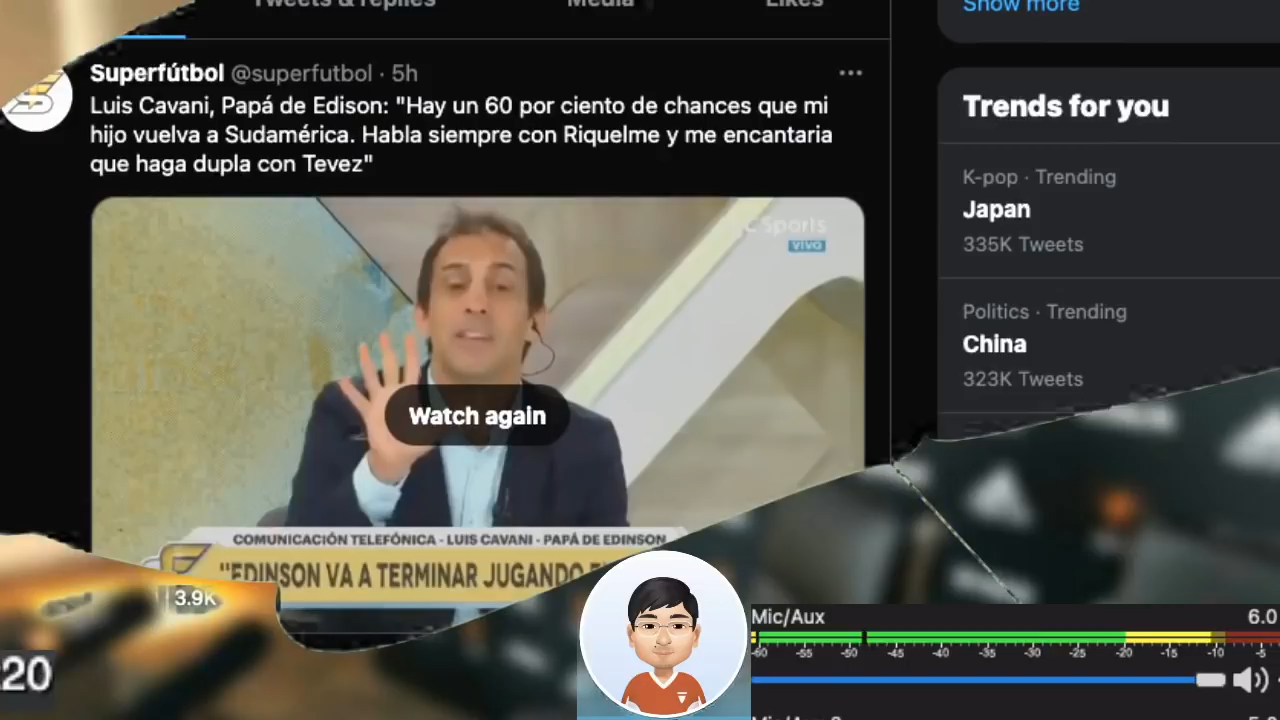 Tweets & replies
Media
Likes
Show more
Superfútbol @superfutbol · 5h
Luis Cavani, Papá de Edison: "Hay un 60 por ciento de chances que mi
hijo vuelva a Sudamérica. Habla siempre con Riquelme y me encantaria
que haga dupla con Tevez"
Trends for you
K-pop · Trending
Japan
335K Tweets
Politics · Trending
China
323K Tweets
Sports
VIVO
Watch again
COMUNICACIÓN TELEFÓNICA - LUIS CAVANI - PAPÁ DE EDINSON
"EDINSON VA A TERMINAR JUGANDO
3.9K
:20
Mic/Aux
6.0
-60 -55 -50 -45 -40 -35 -30 -25 -20 -15 -10 -5